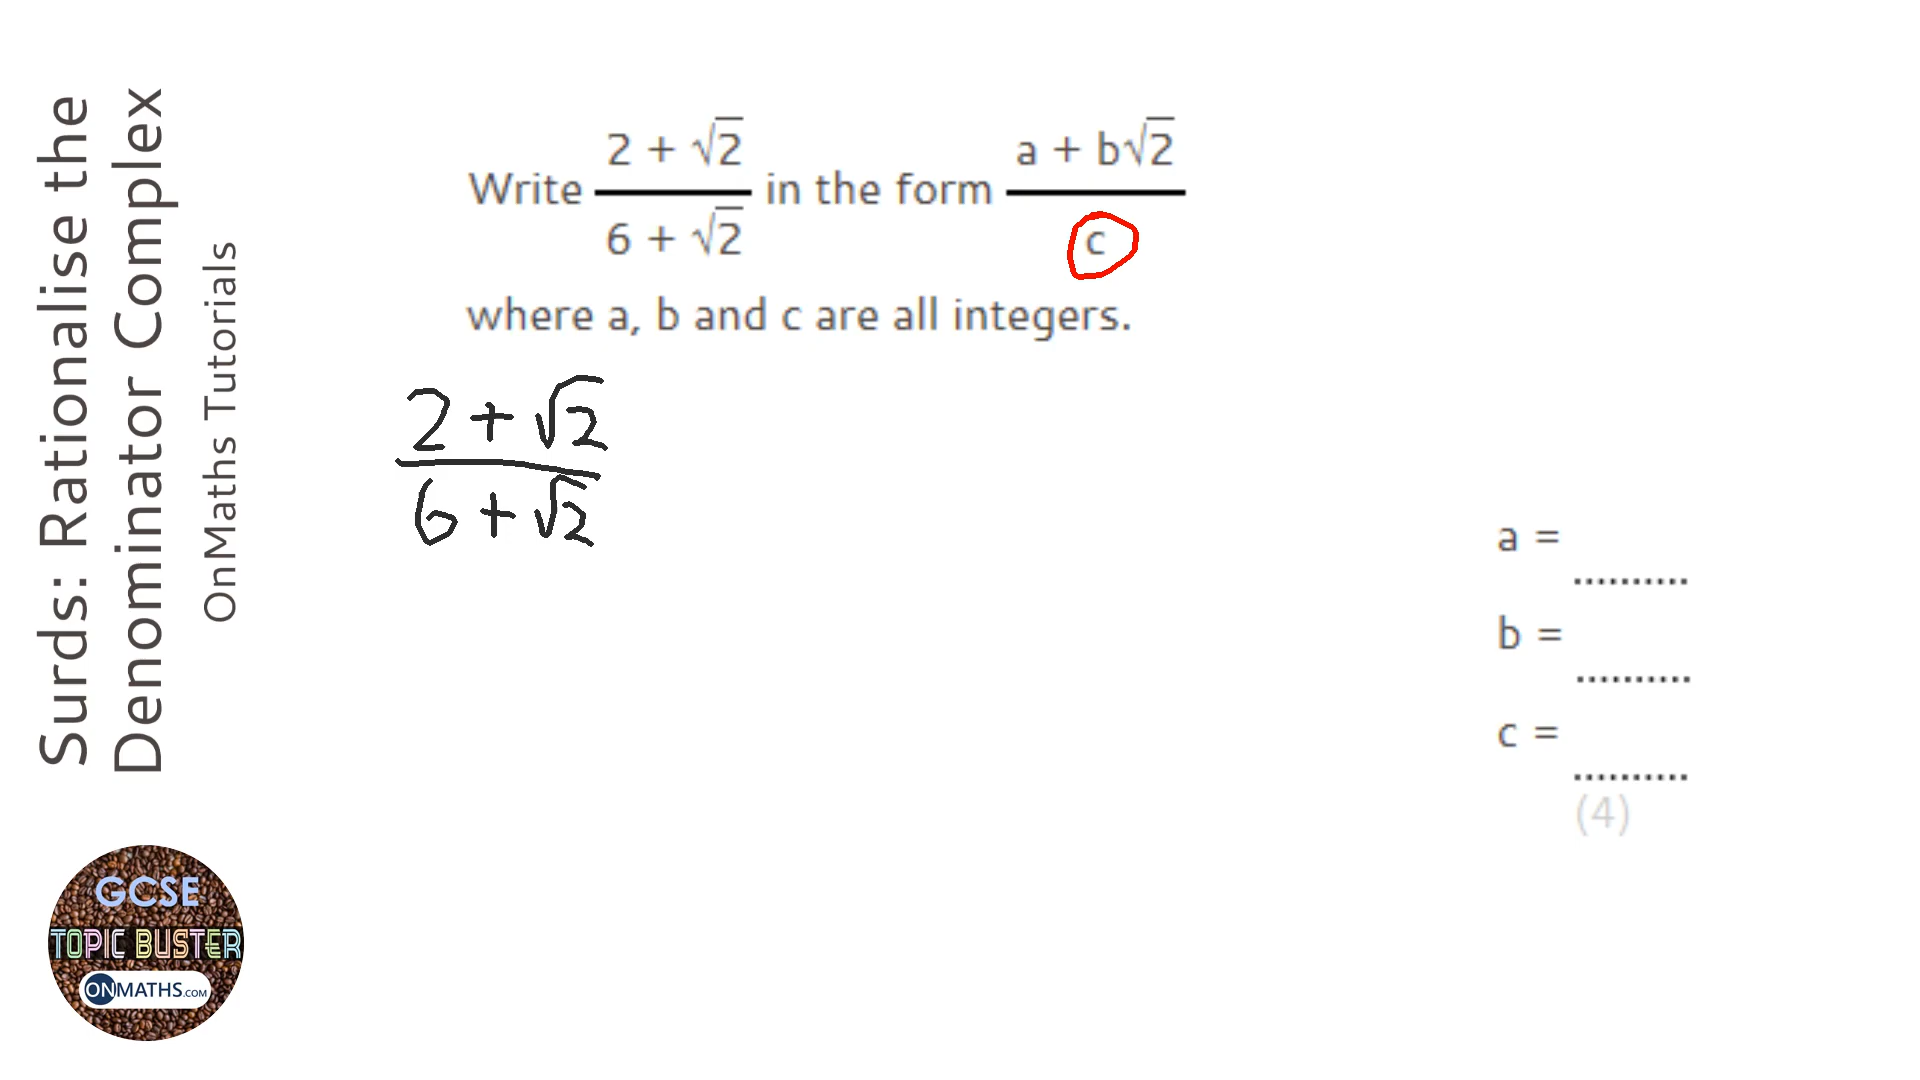 Surds: Rationalise the
Denominator Complex
OnMaths Tutorials
Write (2 + √2)/(6 + √2) in the form (a + b√2)/c
where a, b and c are all integers.
2 + √2
6 + √2
a = ..........
b = ..........
c = ..........
(4)
GCSE
TOPIC BUSTER
ONMATHS.COM